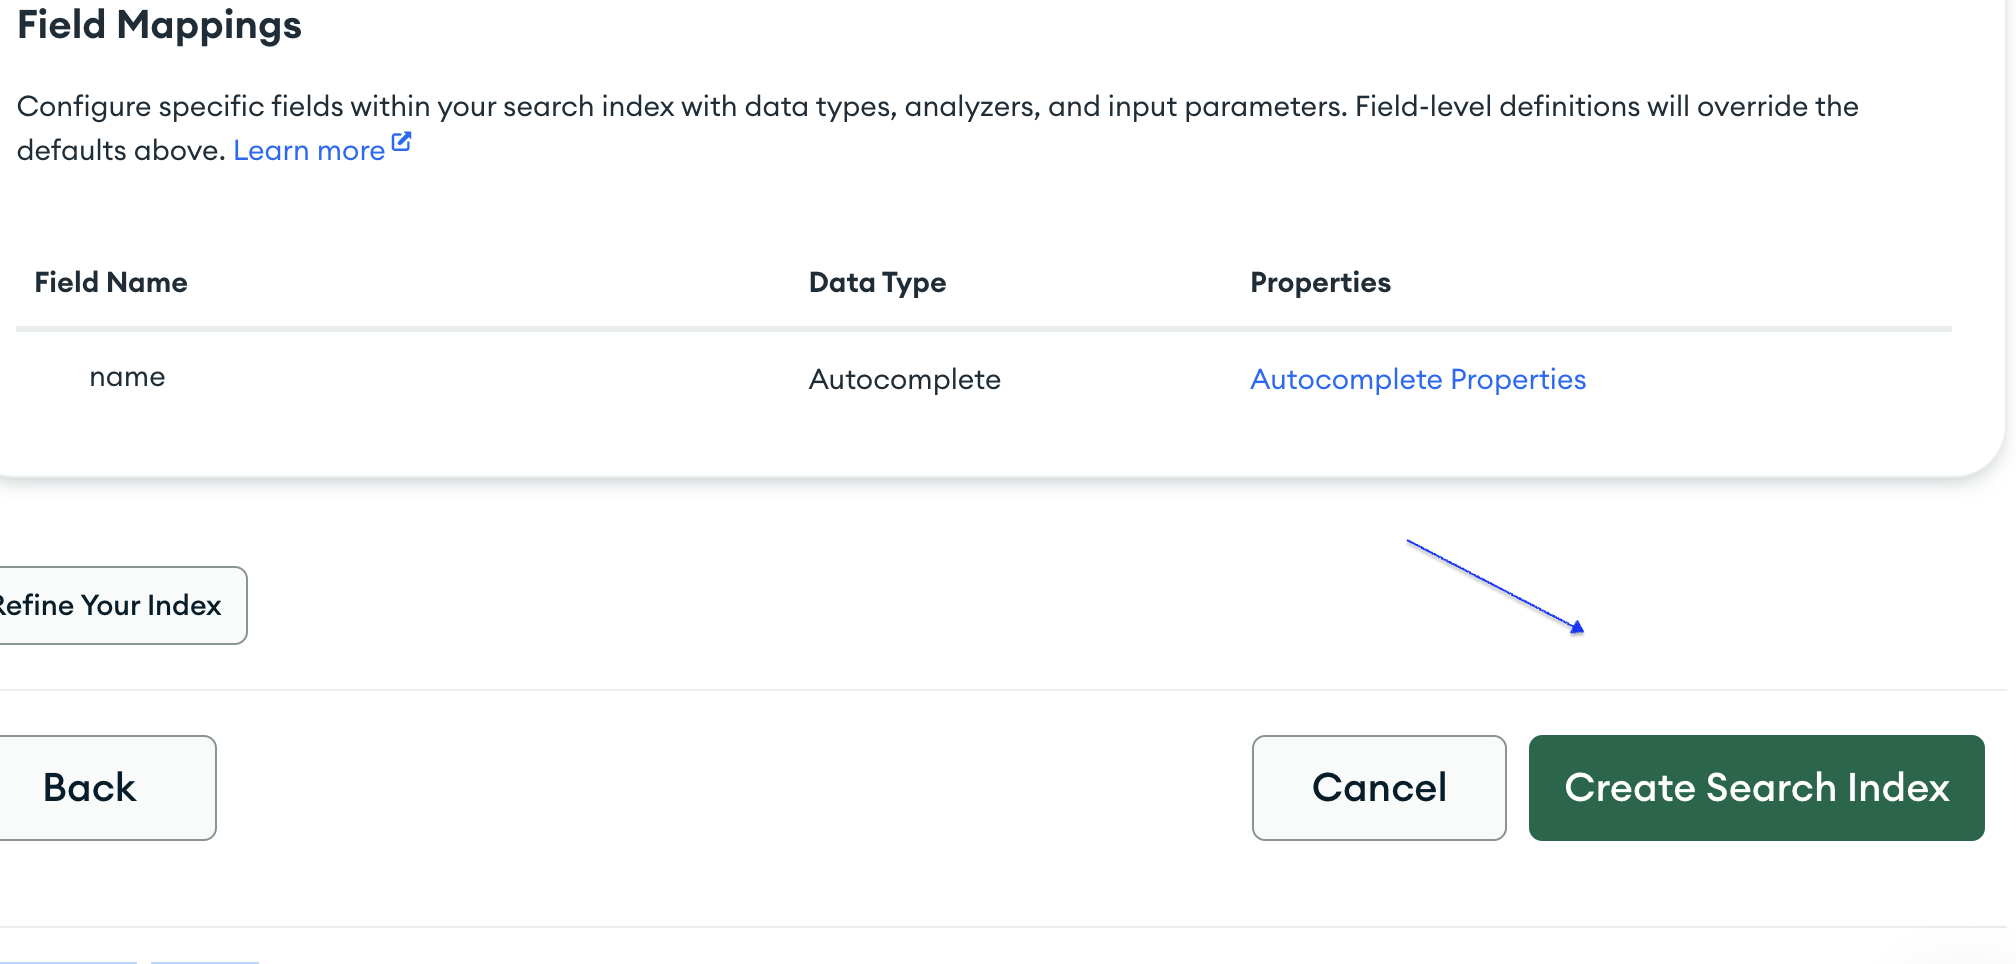 Field Mappings
Configure specific fields within your search index with data types, analyzers, and input parameters. Field-level definitions will override the
defaults above. Learn more
Field Name Data Type Properties
name Autocomplete Autocomplete Properties
Refine Your Index
Back Cancel Create Search Index